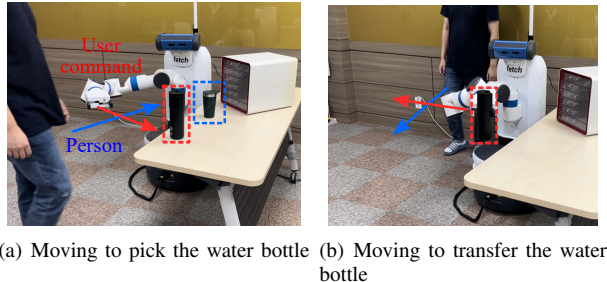 User
command
fetch
Person
fetch
(a) Moving to pick the water bottle
(b) Moving to transfer the water
bottle